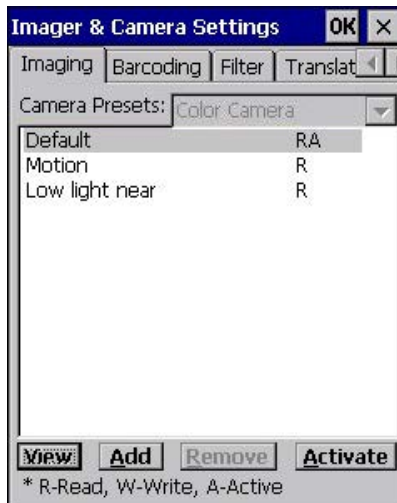 Imager & Camera Settings OK ×
Imaging Barcoding Filter Translat
Camera Presets: Color Camera
Default RA
Motion R
Low light near R
View Add Remove Activate
* R-Read, W-Write, A-Active